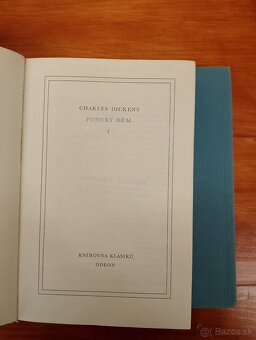 CHARLES DICKENS
PONURÝ DŮM
I
KNIHOVNA KLASIKŮ
ODEON
Bazos.sk